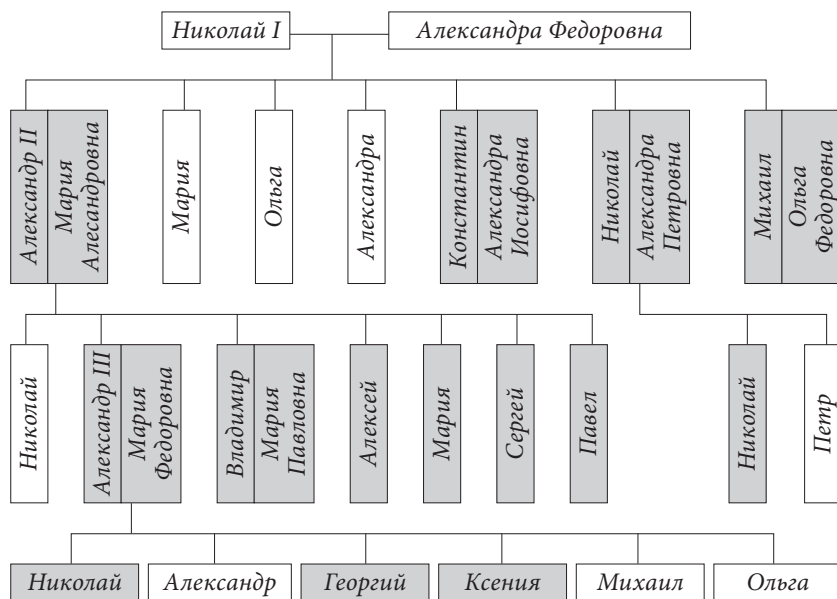 Николай I
Александра Федоровна
Александр II
Мария
Алесандровна
Мария
Ольга
Александра
Константин
Александра
Иосифовна
Николай
Александра
Петровна
Михаил
Ольга
Федоровна
Николай
Александр III
Мария
Федоровна
Владимир
Мария
Павловна
Алексей
Мария
Сергей
Павел
Николай
Петр
Николай
Александр
Георгий
Ксения
Михаил
Ольга